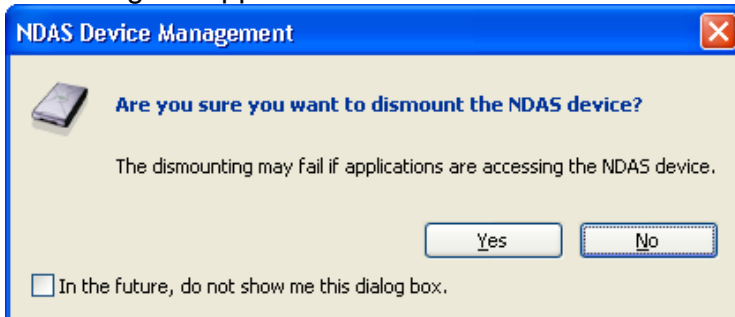 NDAS Device Management
Are you sure you want to dismount the NDAS device?
The dismounting may fail if applications are accessing the NDAS device.
Yes No
In the future, do not show me this dialog box.